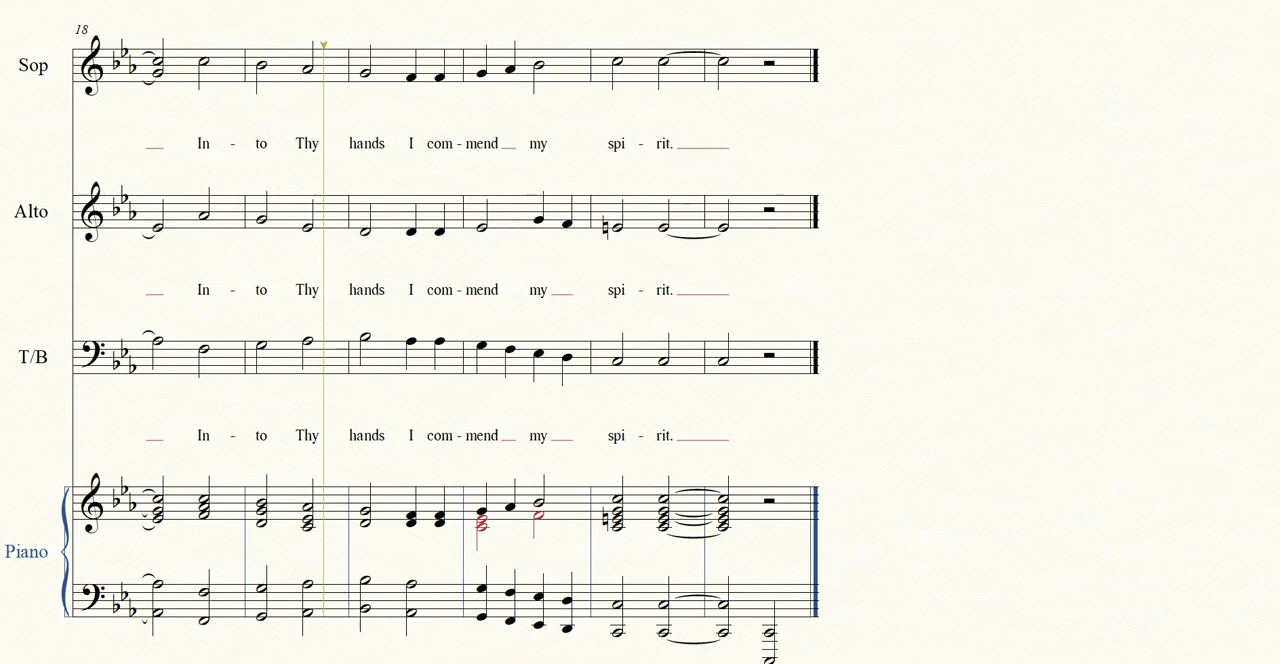 18
Sop
In - to Thy hands I com - mend my spi - rit.
Alto
In - to Thy hands I com - mend my spi - rit.
T/B
In - to Thy hands I com - mend my spi - rit.
Piano